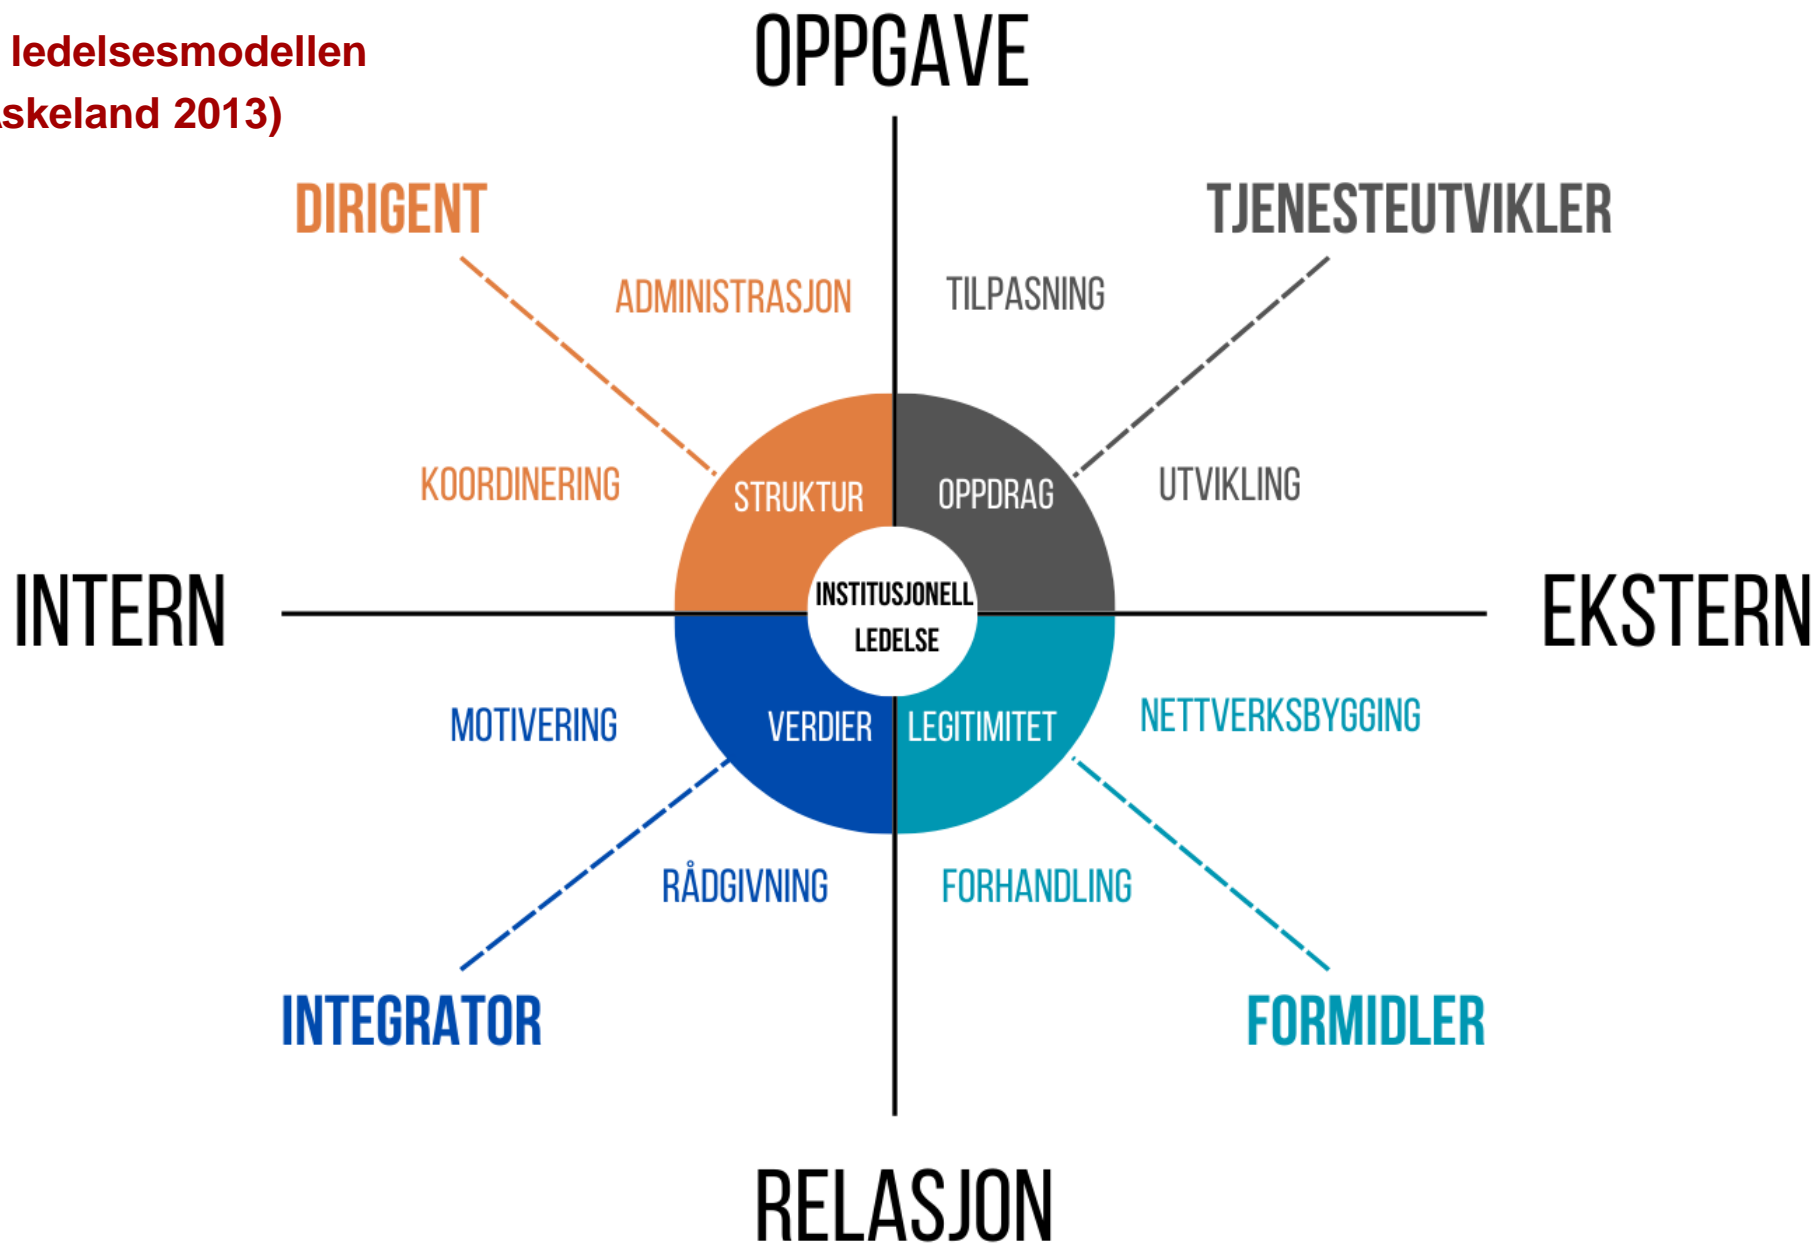 ledelsesmodellen
skeland 2013)
OPPGAVE
DIRIGENT
TJENESTEUTVIKLER
ADMINISTRASJON
TILPASNING
KOORDINERING
STRUKTUR
OPPDRAG
UTVIKLING
INTERN
INSTITUSJONELL
LEDELSE
EKSTERN
MOTIVERING
VERDIER
LEGITIMITET
NETTVERKSBYGGING
RÅDGIVNING
FORHANDLING
INTEGRATOR
FORMIDLER
RELASJON